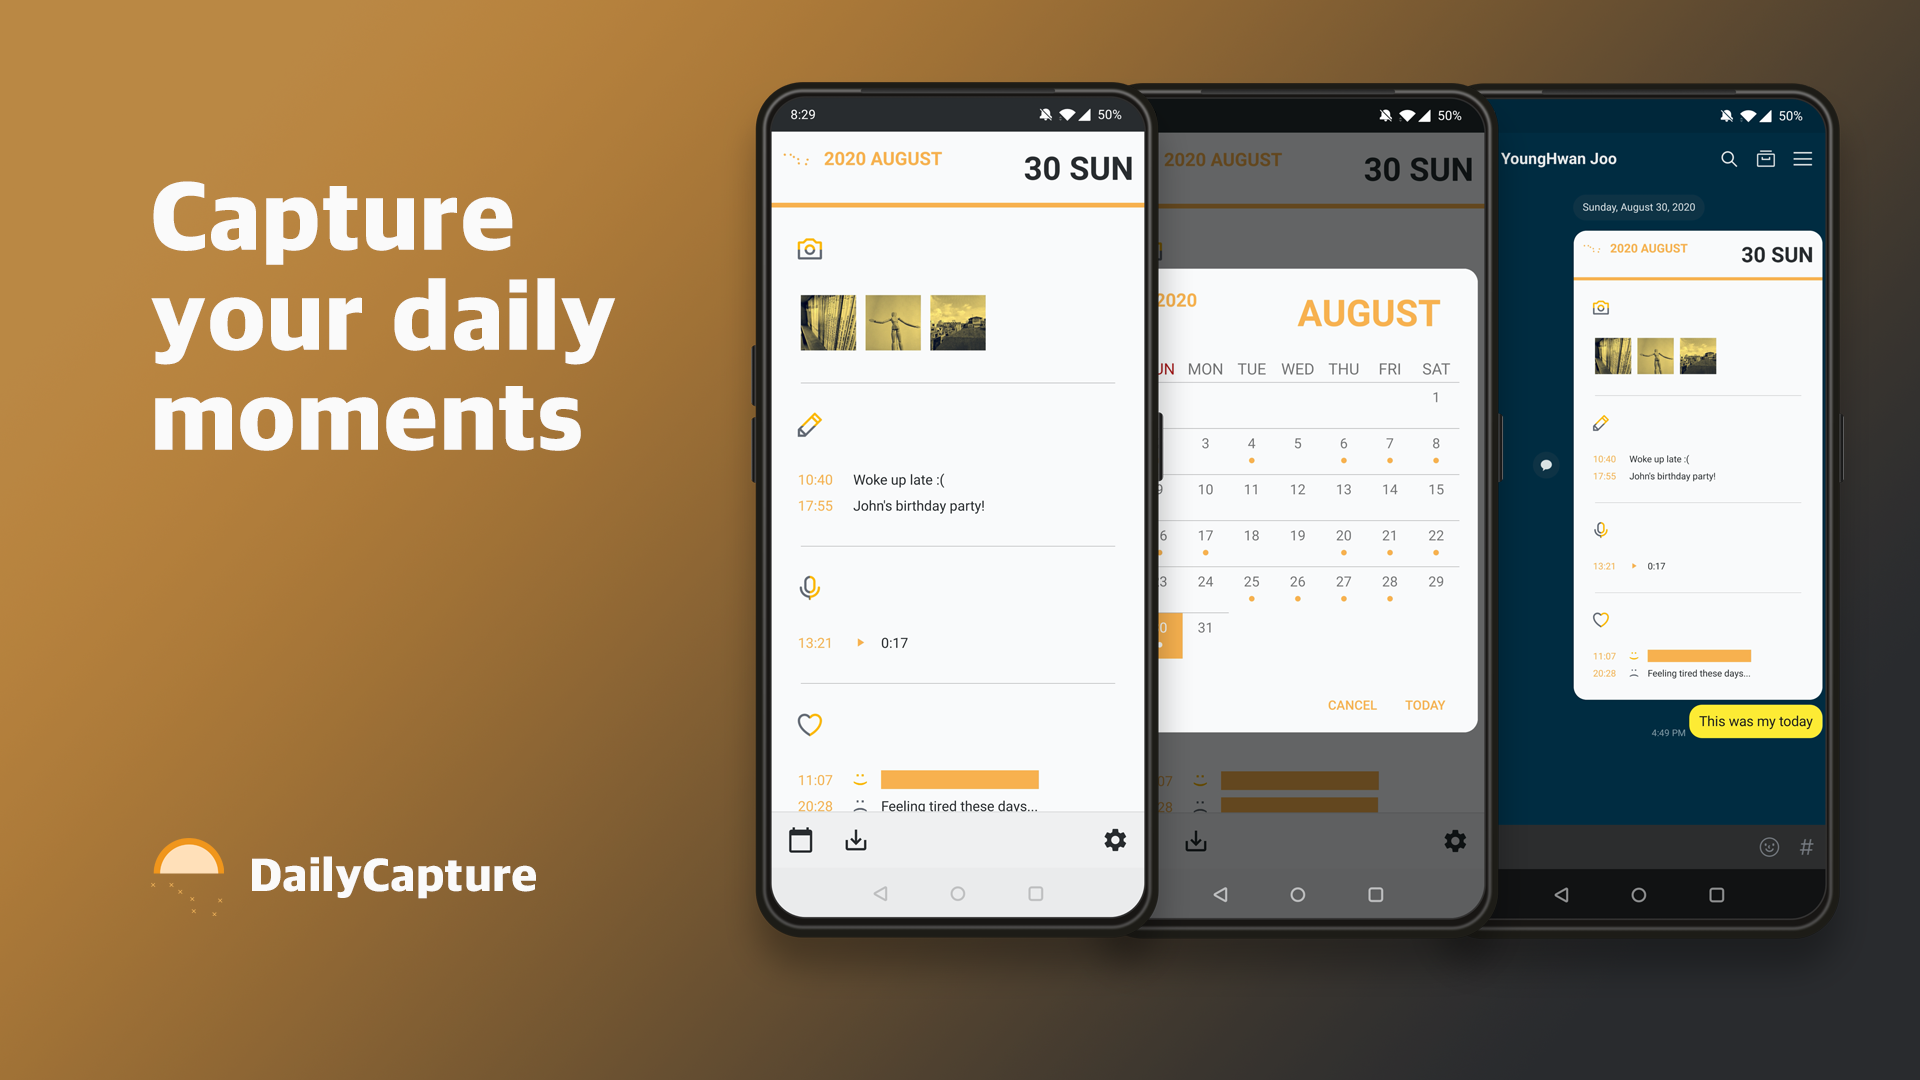 Capture
your daily
moments
DailyCapture
8:29
50%
2020 AUGUST
30 SUN
10:40 Woke up late :(
17:55 John's birthday party!
13:21 0:17
11:07
20:28 Feeling tired these days...
50%
2020 AUGUST
30 SUN
2020
AUGUST
UN MON TUE WED THU FRI SAT
1
3 4 5 6 7 8
9 10 11 12 13 14 15
6 17 18 19 20 21 22
3 24 25 26 27 28 29
0 31
CANCEL TODAY
07
28
50%
YoungHwan Joo
Sunday, August 30, 2020
2020 AUGUST
30 SUN
10:40 Woke up late :(
17:55 John's birthday party!
13:21 0:17
11:07
20:28 Feeling tired these days...
This was my today
4:49 PM
#